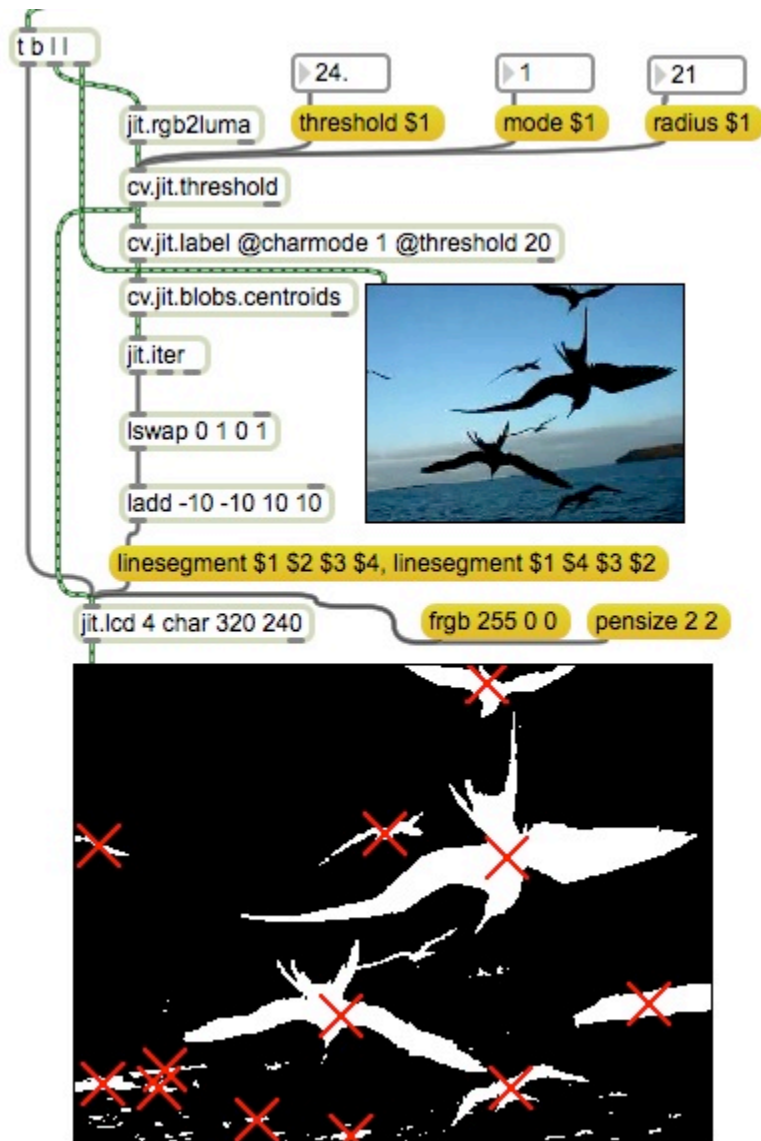 t b l l
24.
1
21
jit.rgb2luma
threshold $1
mode $1
radius $1
cv.jit.threshold
cv.jit.label @charmode 1 @threshold 20
cv.jit.blobs.centroids
jit.iter
lswap 0 1 0 1
ladd -10 -10 10 10
linesegment $1 $2 $3 $4, linesegment $1 $4 $3 $2
jit.lcd 4 char 320 240
frgb 255 0 0
pensize 2 2